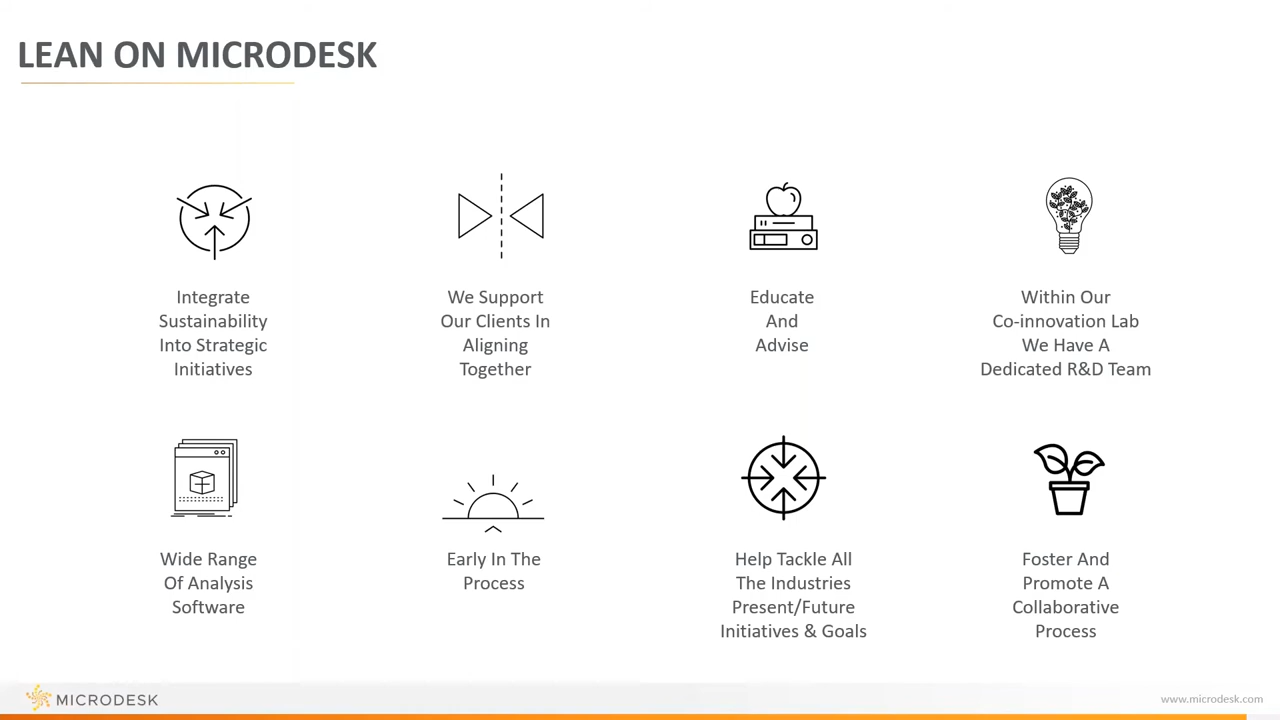 LEAN ON MICRODESK
Integrate
Sustainability
Into Strategic
Initiatives
We Support
Our Clients In
Aligning
Together
Educate
And
Advise
Within Our
Co-innovation Lab
We Have A
Dedicated R&D Team
Wide Range
Of Analysis
Software
Early In The
Process
Help Tackle All
The Industries
Present/Future
Initiatives & Goals
Foster And
Promote A
Collaborative
Process
MICRODESK
www.microdesk.com